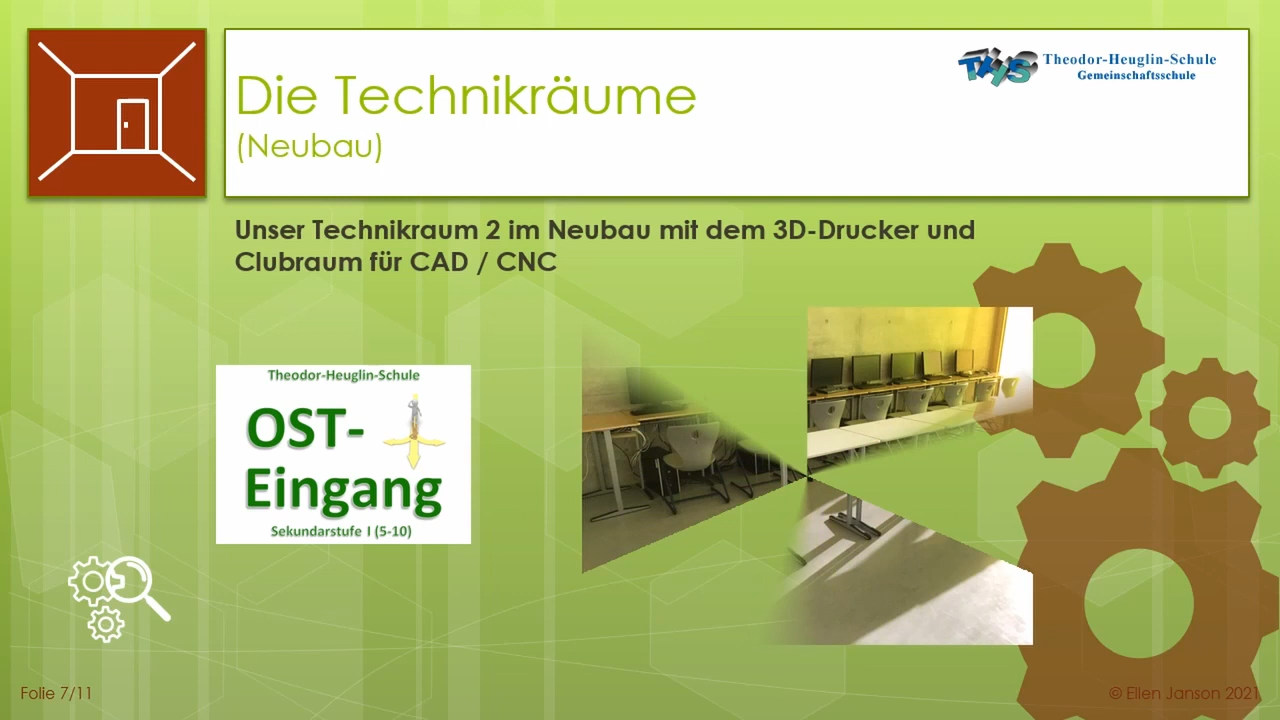 Die Technikräume
(Neubau)
THS
Theodor-Heuglin-Schule
Gemeinschaftsschule
Unser Technikraum 2 im Neubau mit dem 3D-Drucker und
Clubraum für CAD / CNC
Theodor-Heuglin-Schule
OST-
Eingang
Sekundarstufe I (5-10)
Folie 7/11
© Ellen Janson 2021